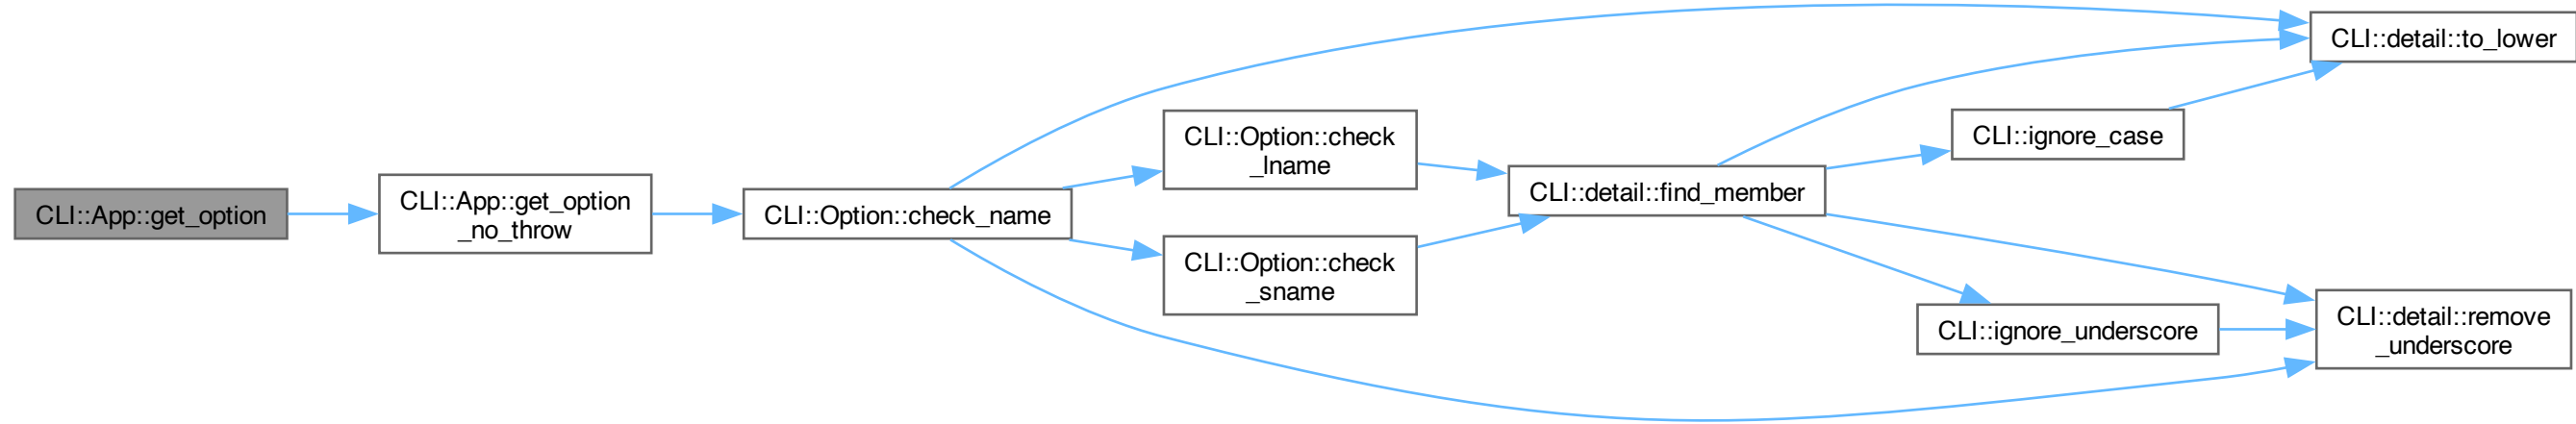 CLI::App::get_option
CLI::App::get_option
_no_throw
CLI::Option::check_name
CLI::Option::check
_lname
CLI::Option::check
_sname
CLI::detail::find_member
CLI::ignore_case
CLI::ignore_underscore
CLI::detail::to_lower
CLI::detail::remove
_underscore